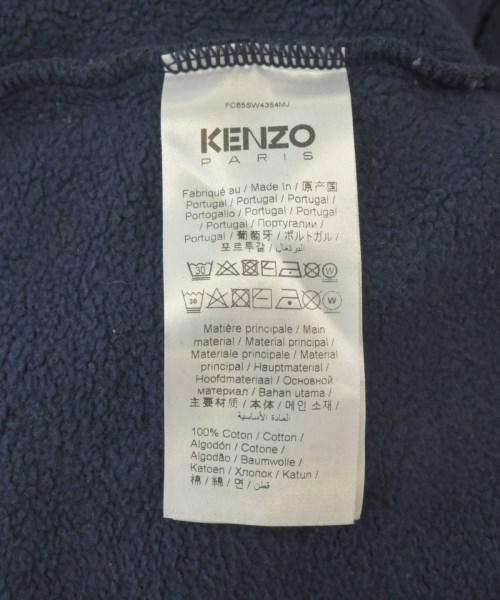 FC65SW4354MJ
KENZO
PARIS
Fabriqué au / Made in / 原产国
Portugal / Portugal / Portugal /
Portogallo / Portugal / Portugal
/ Portugal / Португалии /
Portugal / 葡萄牙 / ポルトガル /
포르투갈 / البرتغال
30 W
30 W
Matière principale / Main
material / Material principal /
Materiale principale / Material
principal / Hauptmaterial /
Hoofdmateriaal / Основной
материал / Bahan utama /
主要材质 / 本体 / 메인 소재 /
المادة الأساسية
100% Coton / Cotton /
Algodón / Cotone /
Algodão / Baumwolle /
Katoen / Хлопок / Katun /
棉 / 綿 / 면 / قطن